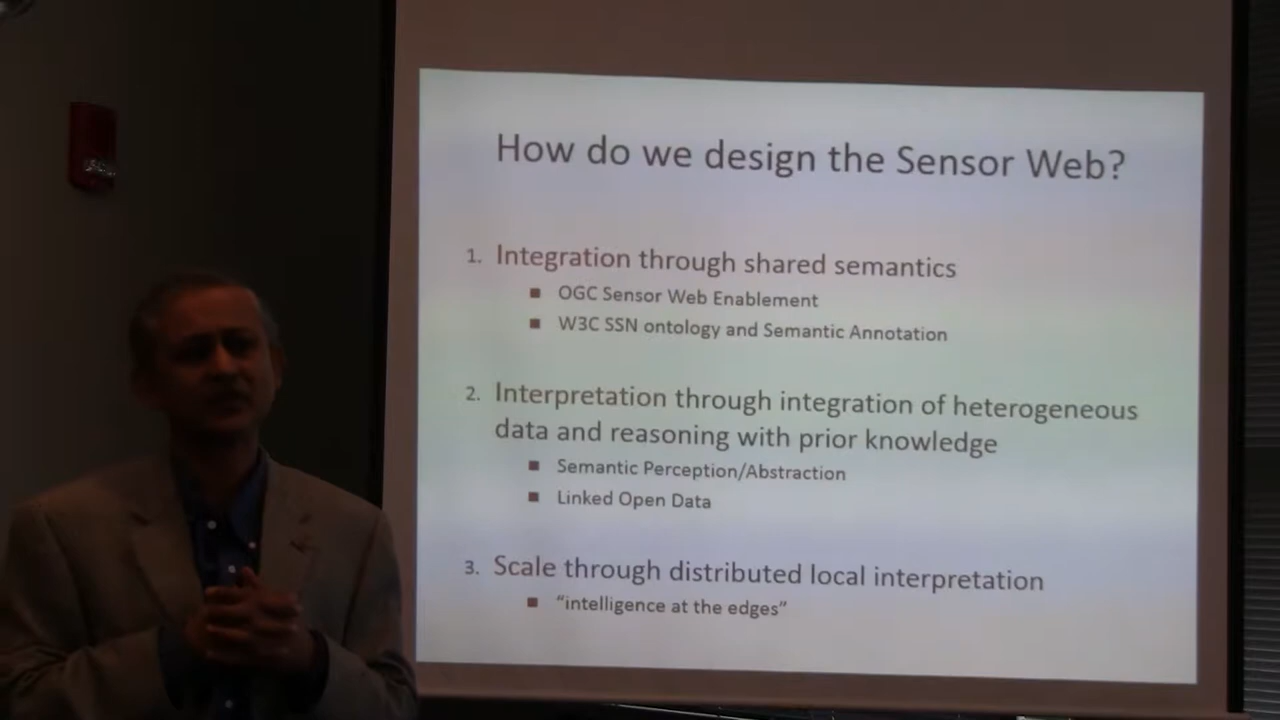 How do we design the Sensor Web?
1. Integration through shared semantics
■ OGC Sensor Web Enablement
■ W3C SSN ontology and Semantic Annotation
2. Interpretation through integration of heterogeneous
data and reasoning with prior knowledge
■ Semantic Perception/Abstraction
■ Linked Open Data
3. Scale through distributed local interpretation
■ “intelligence at the edges”